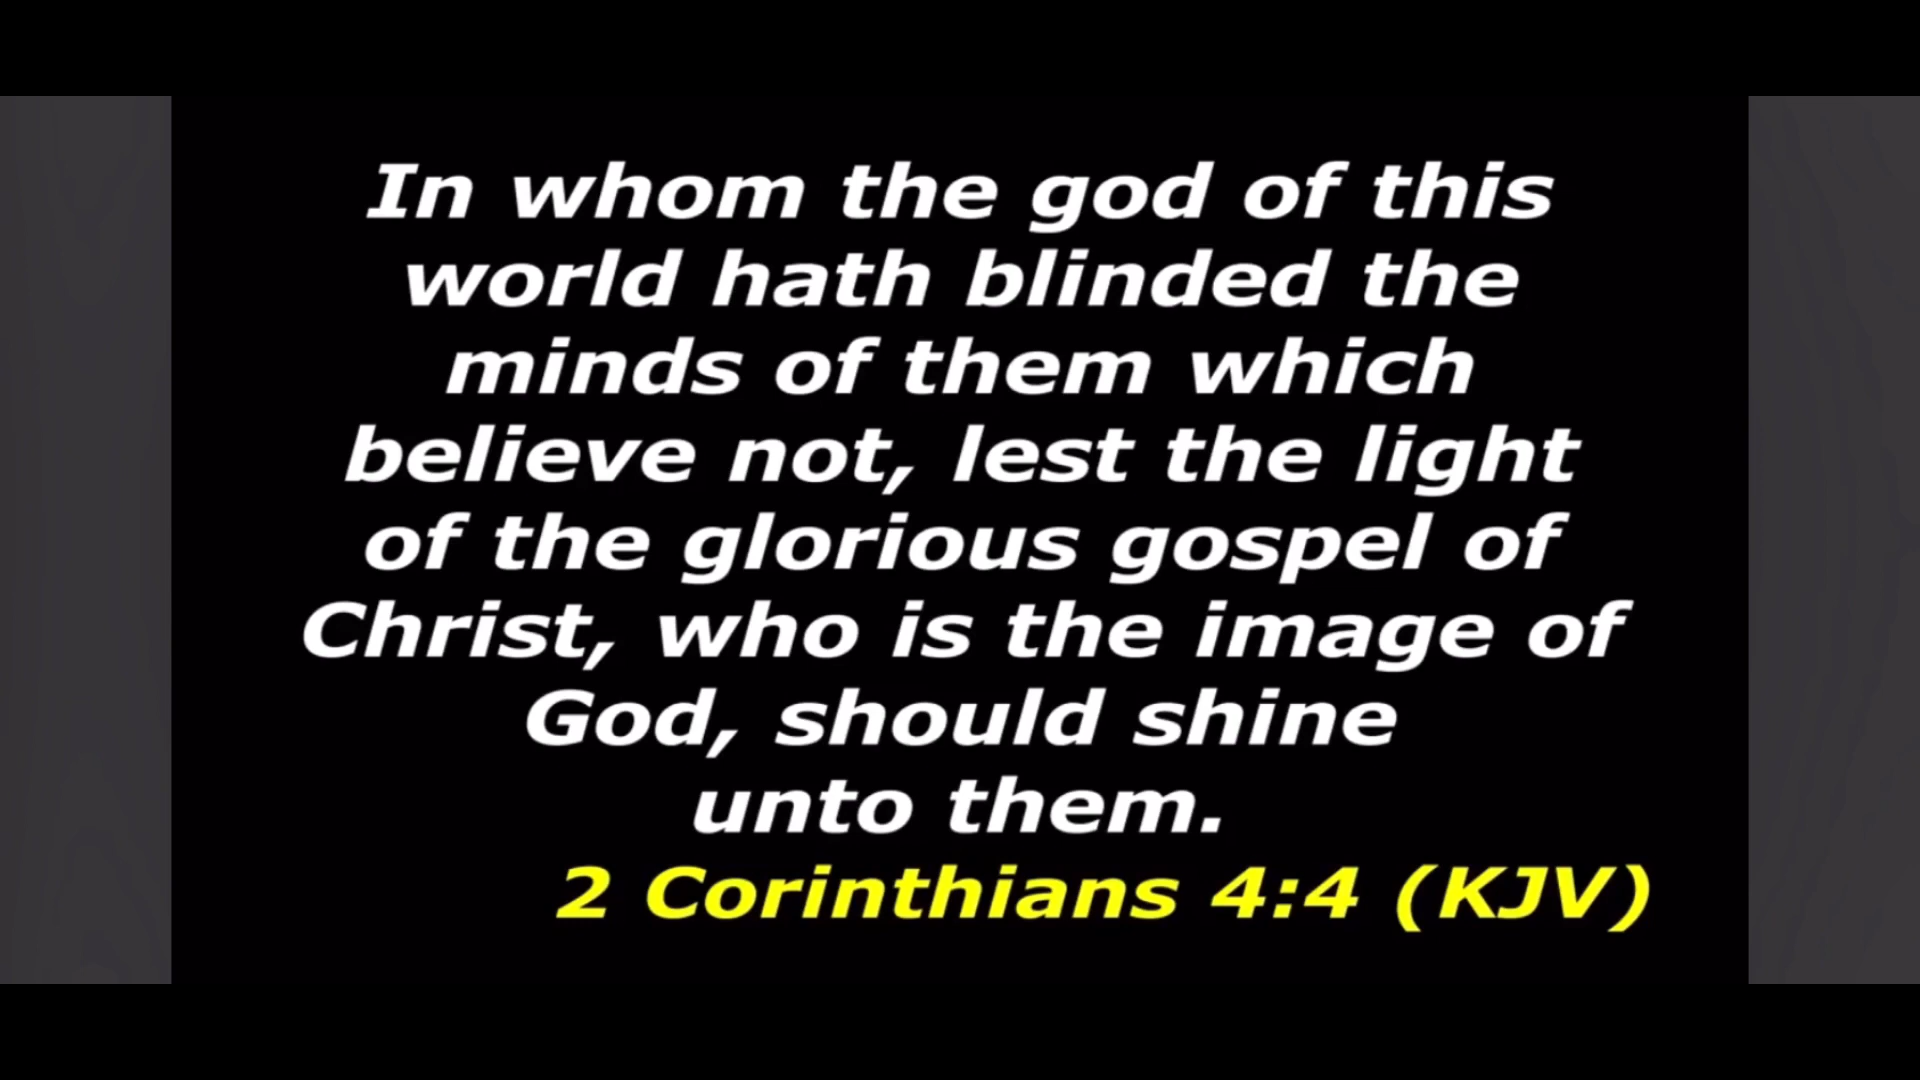 In whom the god of this
world hath blinded the
minds of them which
believe not, lest the light
of the glorious gospel of
Christ, who is the image of
God, should shine
unto them.
2 Corinthians 4:4 (KJV)